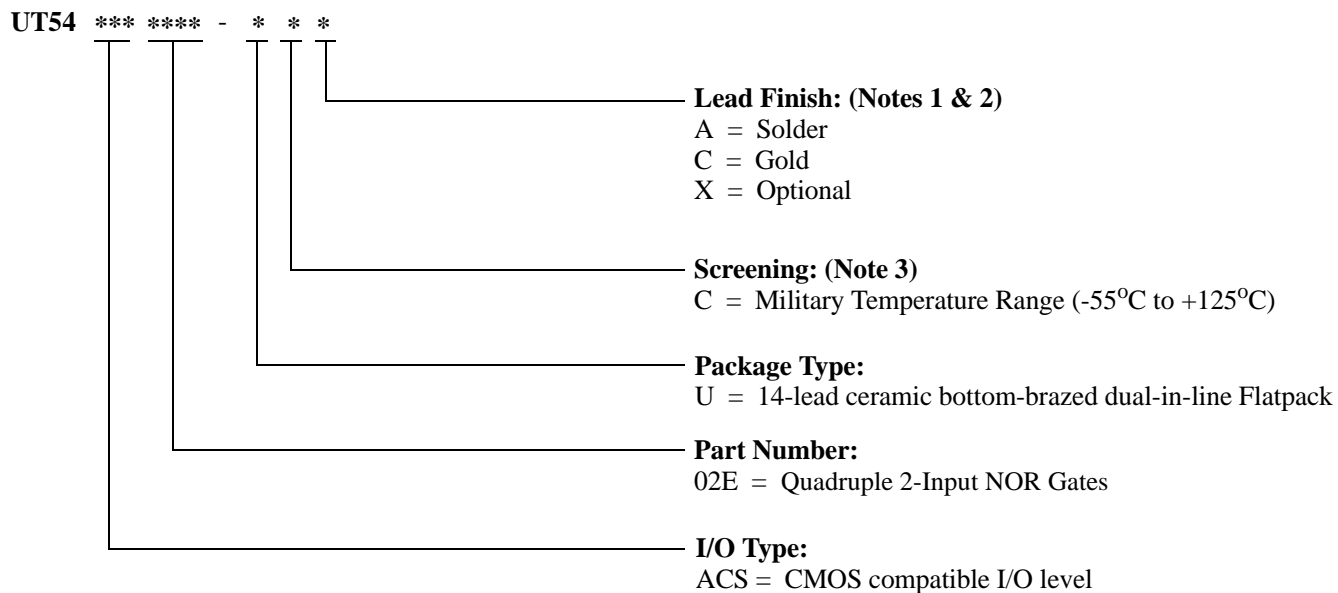 UT54 *** **** - * * *
Lead Finish: (Notes 1 & 2)
A = Solder
C = Gold
X = Optional
Screening: (Note 3)
C = Military Temperature Range (-55oC to +125oC)
Package Type:
U = 14-lead ceramic bottom-brazed dual-in-line Flatpack
Part Number:
02E = Quadruple 2-Input NOR Gates
I/O Type:
ACS = CMOS compatible I/O level